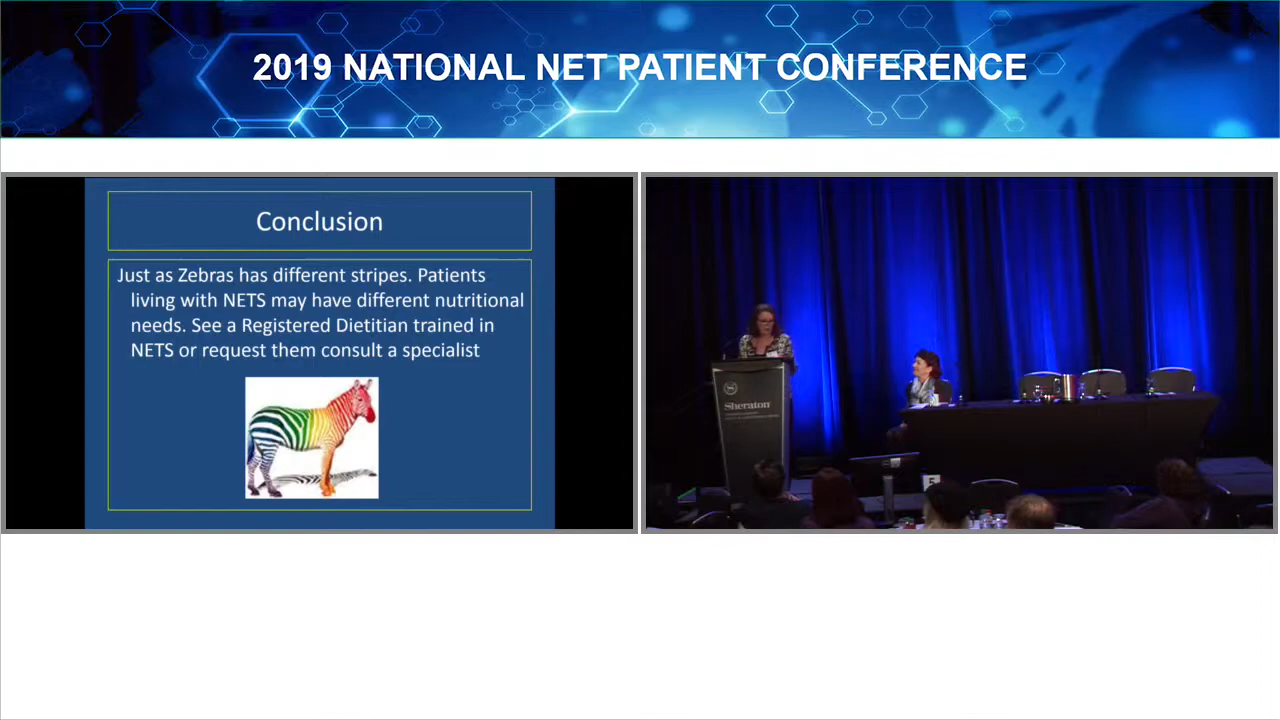 2019 NATIONAL NET PATIENT CONFERENCE
Conclusion
Just as Zebras has different stripes. Patients
living with NETS may have different nutritional
needs. See a Registered Dietitian trained in
NETS or request them consult a specialist
Sheraton
5